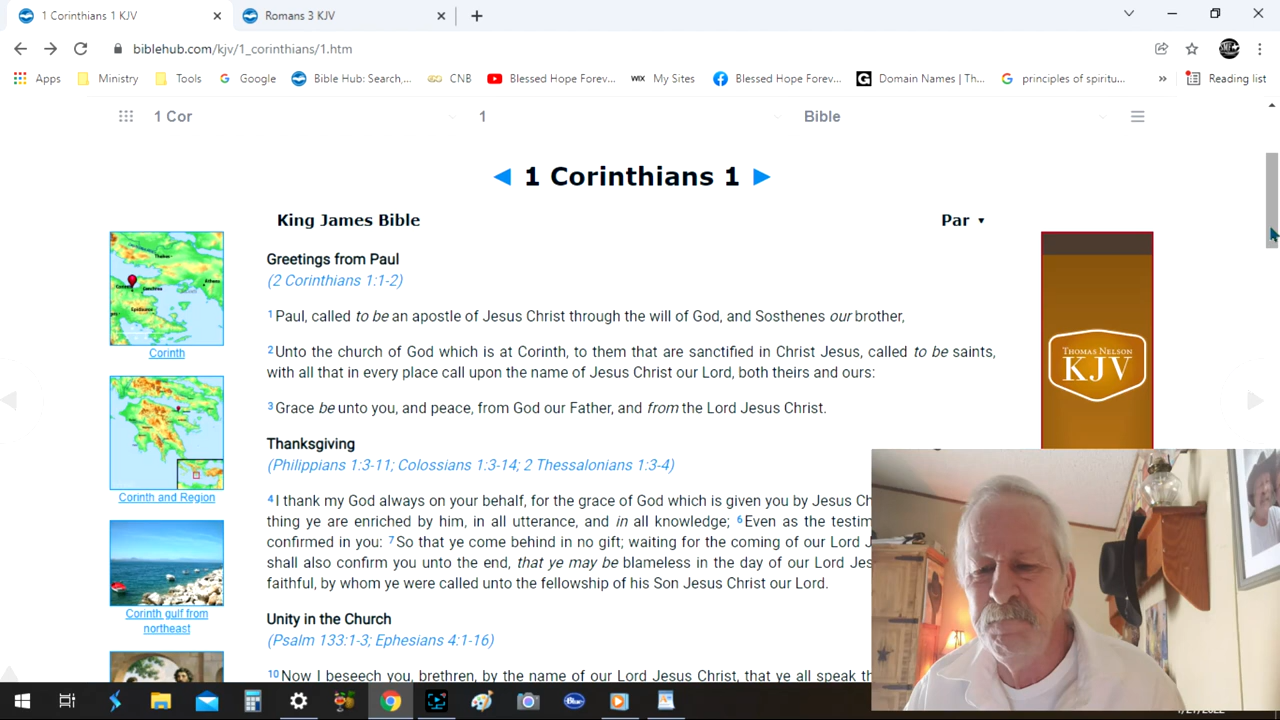 1 Corinthians 1 KJV
Romans 3 KJV
biblehub.com/kjv/1_corinthians/1.htm
Apps Ministry Tools Google Bible Hub: Search,... CNB Blessed Hope Forev... WIX My Sites Blessed Hope Forev... Domain Names | Th... principles of spiritu... » Reading list
1 Cor 1 Bible
1 Corinthians 1
King James Bible Par
Greetings from Paul
(2 Corinthians 1:1-2)
1 Paul, called to be an apostle of Jesus Christ through the will of God, and Sosthenes our brother,
2 Unto the church of God which is at Corinth, to them that are sanctified in Christ Jesus, called to be saints,
with all that in every place call upon the name of Jesus Christ our Lord, both theirs and ours:
3 Grace be unto you, and peace, from God our Father, and from the Lord Jesus Christ.
Thanksgiving
(Philippians 1:3-11; Colossians 1:3-14; 2 Thessalonians 1:3-4)
4 I thank my God always on your behalf, for the grace of God which is given you by Jesus Ch
thing ye are enriched by him, in all utterance, and in all knowledge; 6 Even as the testim
confirmed in you: 7 So that ye come behind in no gift; waiting for the coming of our Lord J
shall also confirm you unto the end, that ye may be blameless in the day of our Lord Jes
faithful, by whom ye were called unto the fellowship of his Son Jesus Christ our Lord.
Unity in the Church
(Psalm 133:1-3; Ephesians 4:1-16)
10 Now I beseech you, brethren, by the name of our Lord Jesus Christ, that ye all speak th
Corinth
Corinth and Region
Corinth gulf from
northeast
THOMAS NELSON
KJV